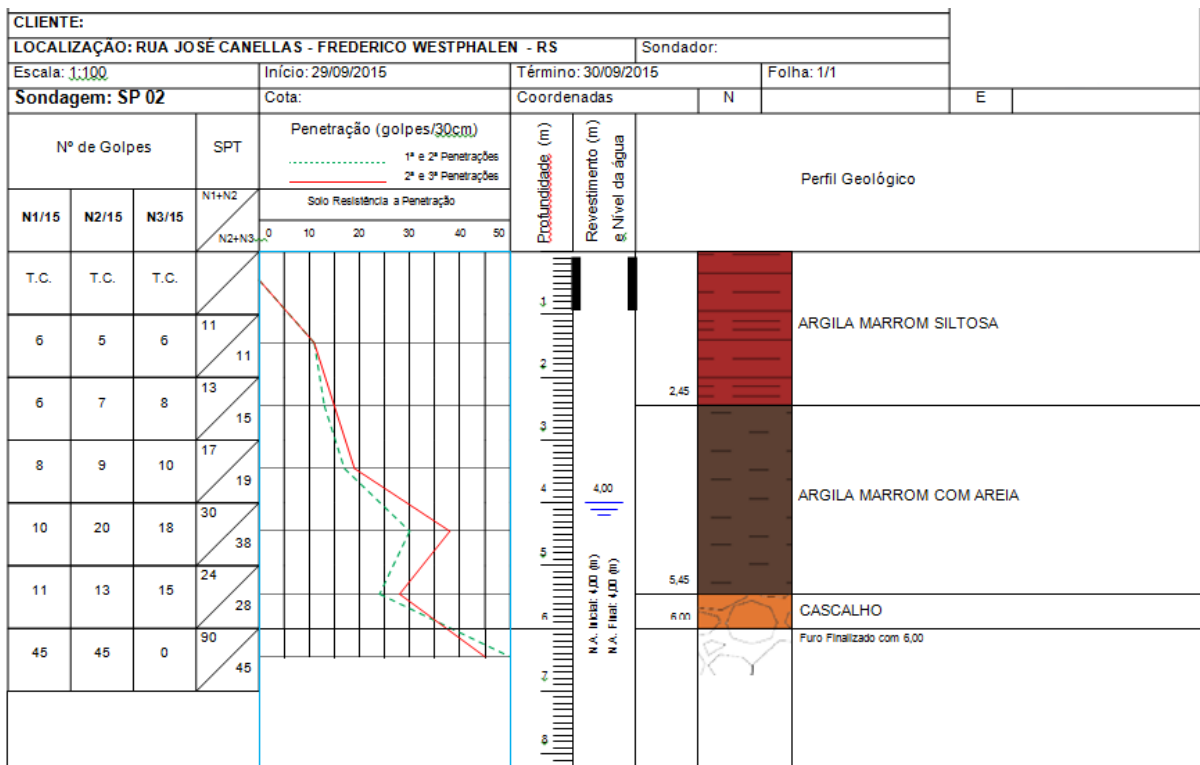 CLIENTE:
LOCALIZAÇÃO: RUA JOSÉ CANELLAS - FREDERICO WESTPHALEN - RS Sondador:
Escala: 1:100 Início: 29/09/2015 Término: 30/09/2015 Folha: 1/1
Sondagem: SP 02 Cota: Coordenadas N E
Nº de Golpes
SPT
Penetração (golpes/30cm)
1ª e 2ª Penetrações
2ª e 3ª Penetrações
Solo Resistência a Penetração
N1/15 N2/15 N3/15 N1+N2 N2+N3
0 10 20 30 40 50
Profundidade (m)
Revestimento (m)
e Nível da água
Perfil Geológico
T.C. T.C. T.C.
6 5 6 11 11
6 7 8 13 15
8 9 10 17 19
10 20 18 30 38
11 13 15 24 28
45 45 0 90 45
1
2
3
4
5
6
7
8
4,00
N.A. Inicial: 4,00 (m)
N.A. Final: 4,00 (m)
2,45
5,45
6,00
ARGILA MARROM SILTOSA
ARGILA MARROM COM AREIA
CASCALHO
Furo Finalizado com 6,00